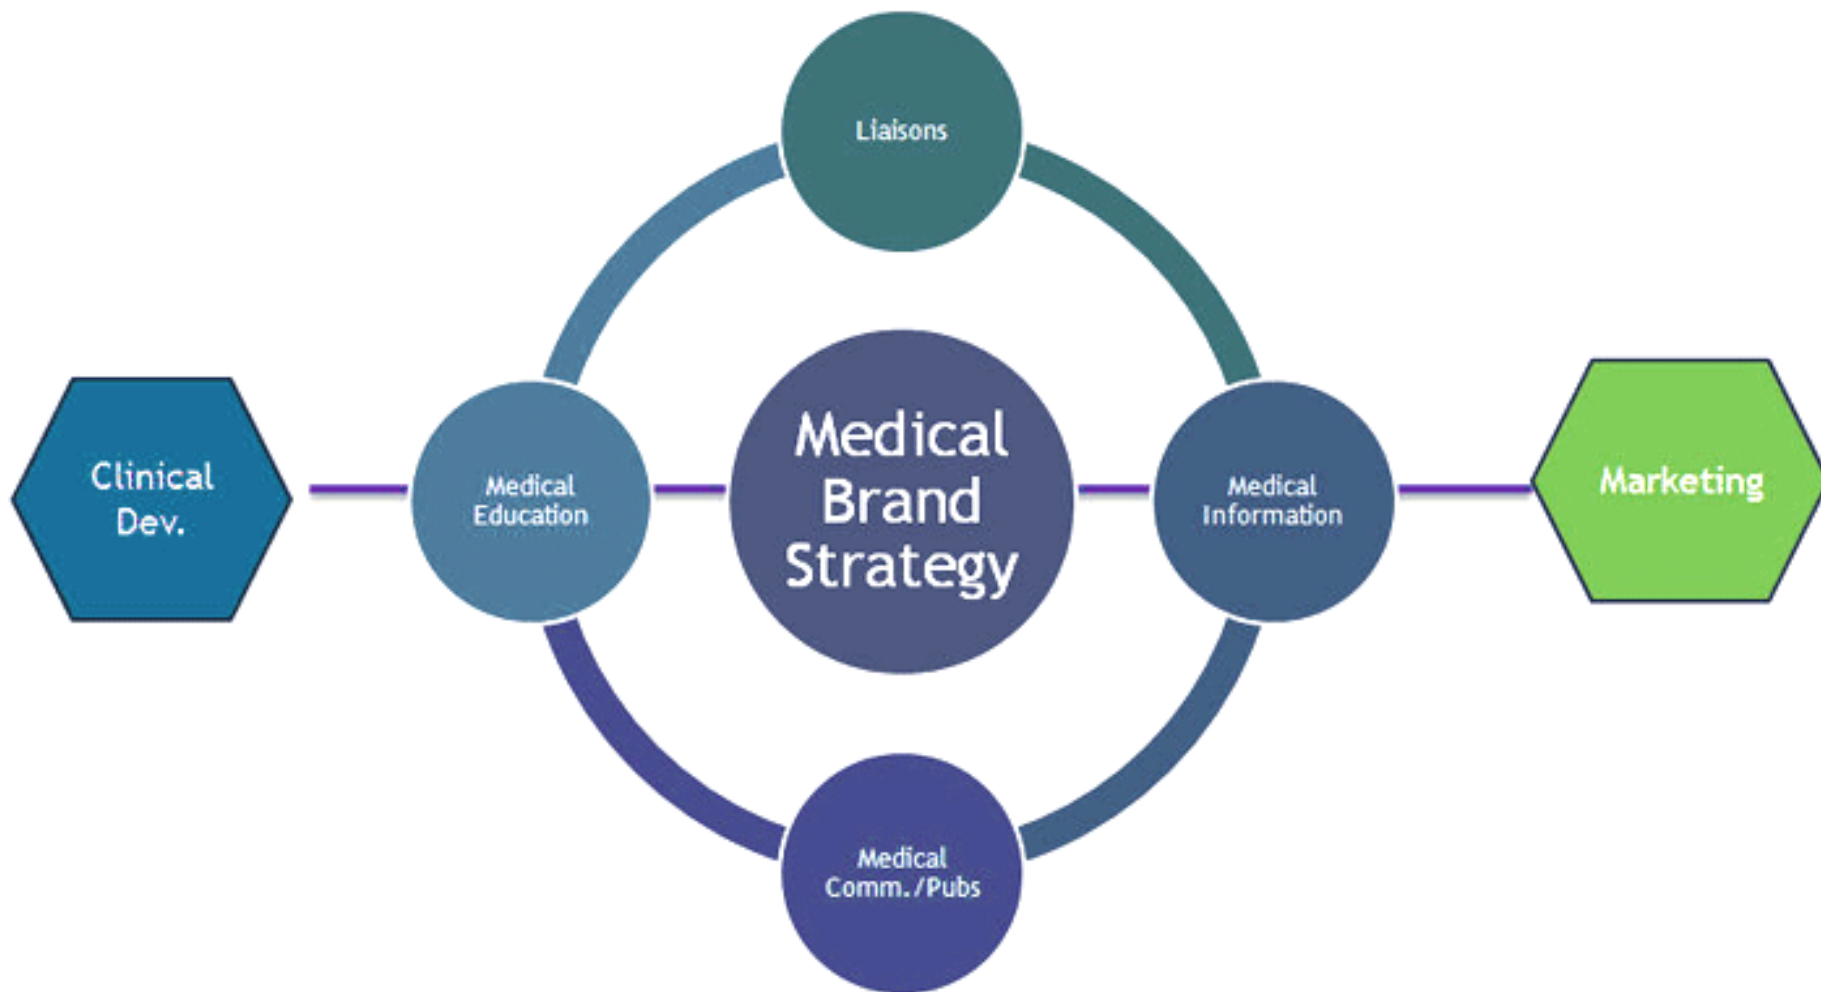 Liaisons
Clinical
Dev.
Medical
Education
Medical
Brand
Strategy
Medical
Information
Marketing
Medical
Comm./Pubs